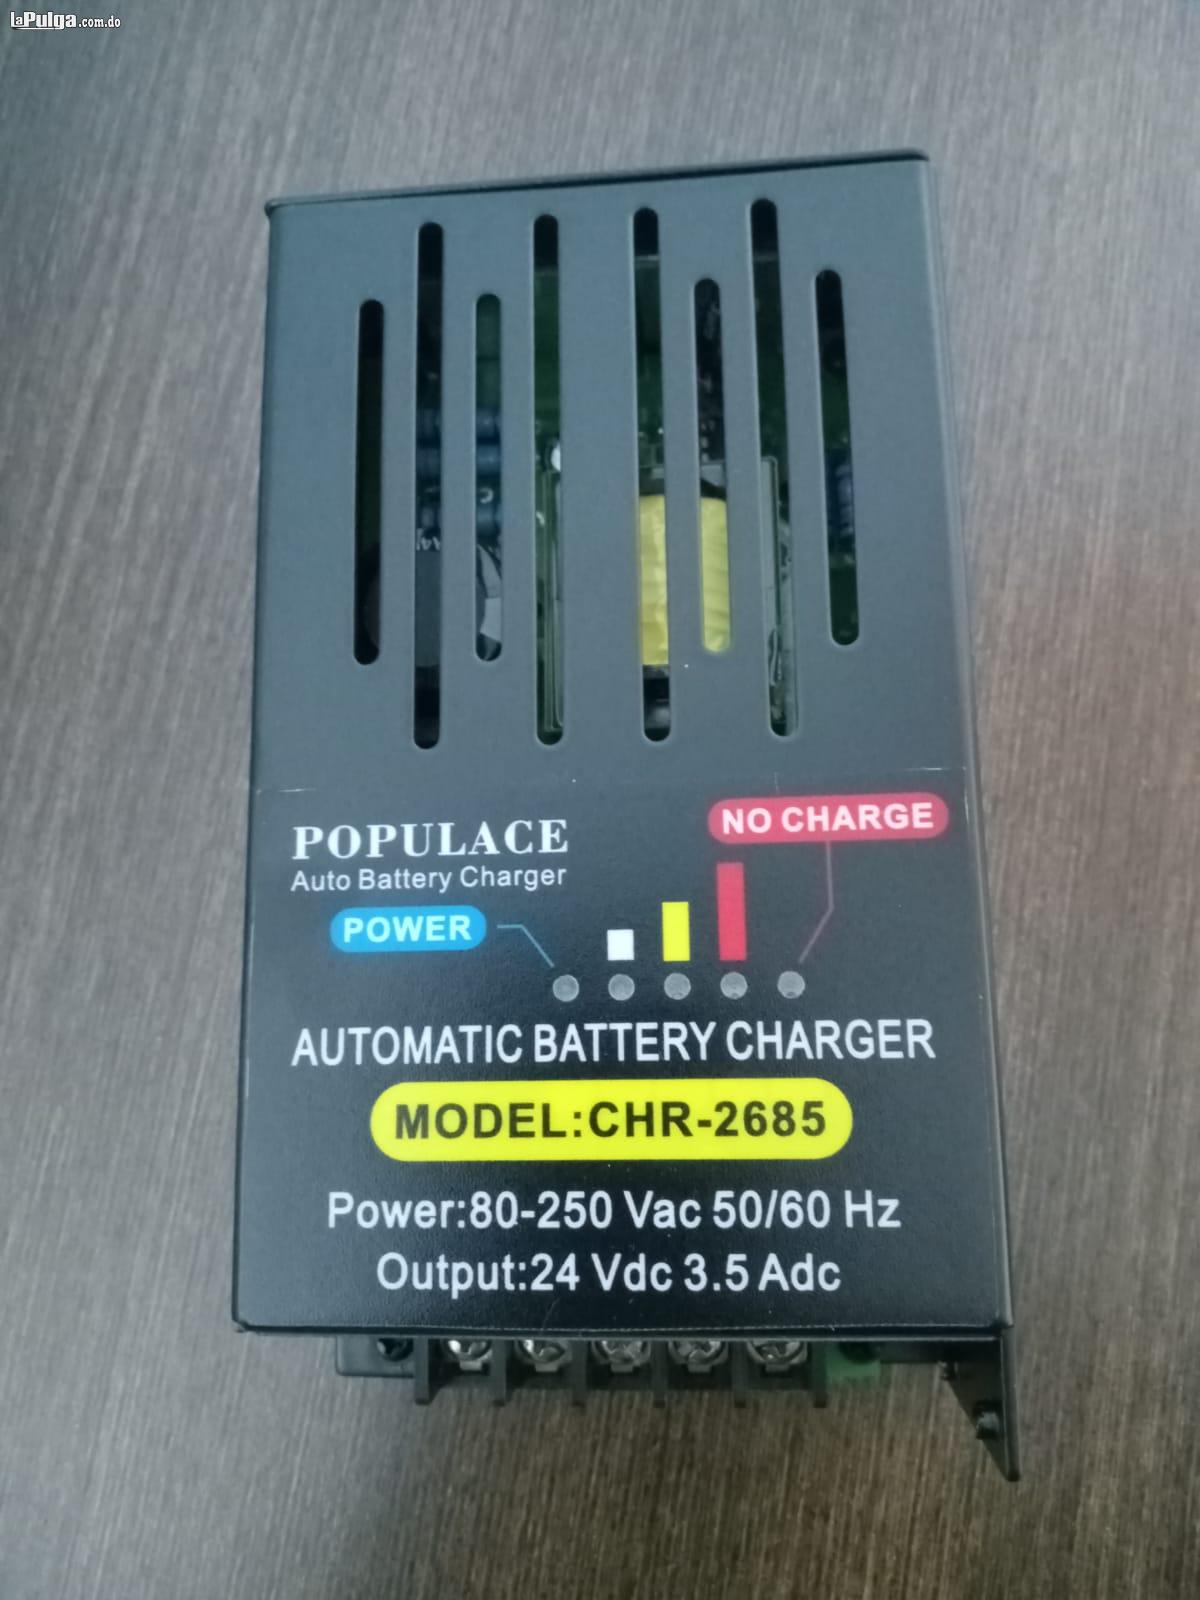 laPulga.com.do
NO CHARGE
POPULACE
Auto Battery Charger
POWER
AUTOMATIC BATTERY CHARGER
MODEL:CHR-2685
Power:80-250 Vac 50/60 Hz
Output:24 Vdc 3.5 Adc